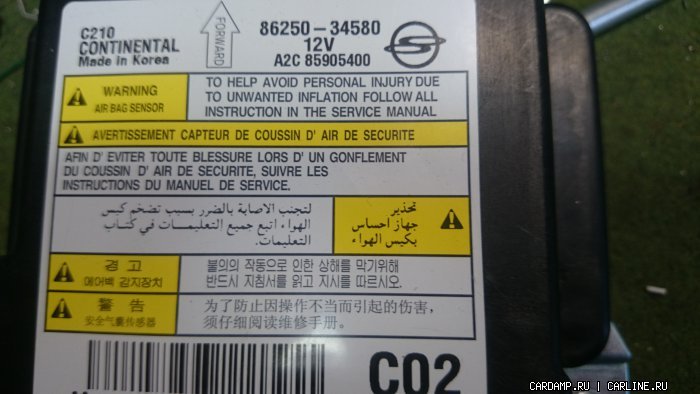 C210
CONTINENTAL
Made in Korea
FORWARD
86250-34580
12V
A2C 85905400
WARNING
AIR BAG SENSOR
TO HELP AVOID PERSONAL INJURY DUE
TO UNWANTED INFLATION FOLLOW ALL
INSTRUCTION IN THE SERVICE MANUAL
AVERTISSEMENT CAPTEUR DE COUSSIN D' AIR DE SECURITE
AFIN D' EVITER TOUTE BLESSURE LORS D' UN GONFLEMENT
DU COUSSIN D' AIR DE SECURITE, SUIVRE LES
INSTRUCTIONS DU MANUEL DE SERVICE.
تحذير
جهاز احساس
بكيس الهواء
لتجنب الاصابة بالضرر بسبب تضخم كيس
الهواء اتبع جميع التعليمات في كتاب
التعليمات.
경 고
에어백 감지장치
불의의 작동으로 인한 상해를 막기위해
반드시 지침서를 읽고 지시를 따르시오.
警 告
安全气囊传感器
为了防止因操作不当而引起的伤害,
须仔细阅读维修手册。
C02
CARDAMP.RU | CARLINE.RU